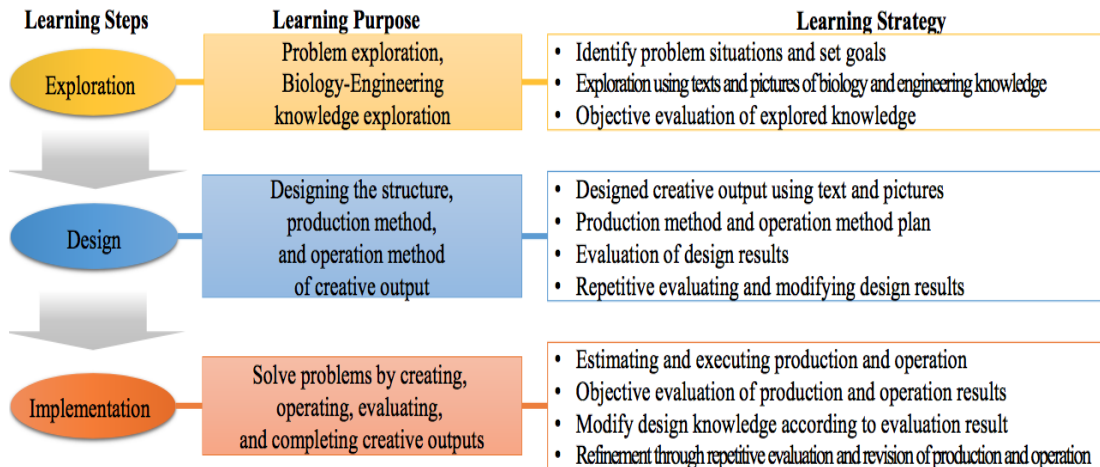 Learning Steps
Learning Purpose
Learning Strategy
Exploration
Problem exploration,
Biology-Engineering
knowledge exploration
• Identify problem situations and set goals
• Exploration using texts and pictures of biology and engineering knowledge
• Objective evaluation of explored knowledge
Design
Designing the structure,
production method,
and operation method
of creative output
• Designed creative output using text and pictures
• Production method and operation method plan
• Evaluation of design results
• Repetitive evaluating and modifying design results
Implementation
Solve problems by creating,
operating, evaluating,
and completing creative outputs
• Estimating and executing production and operation
• Objective evaluation of production and operation results
• Modify design knowledge according to evaluation result
• Refinement through repetitive evaluation and revision of production and operation